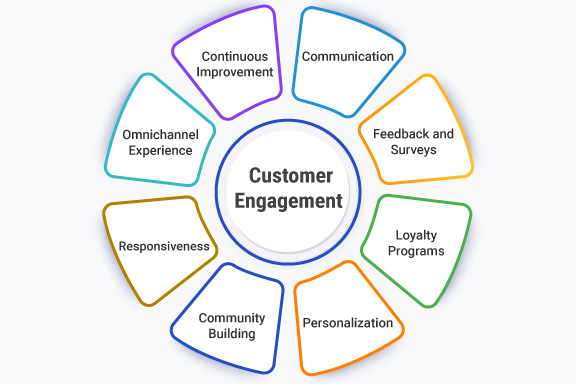 Continuous
Improvement
Communication
Omnichannel
Experience
Feedback and
Surveys
Customer
Engagement
Responsiveness
Loyalty
Programs
Community
Building
Personalization